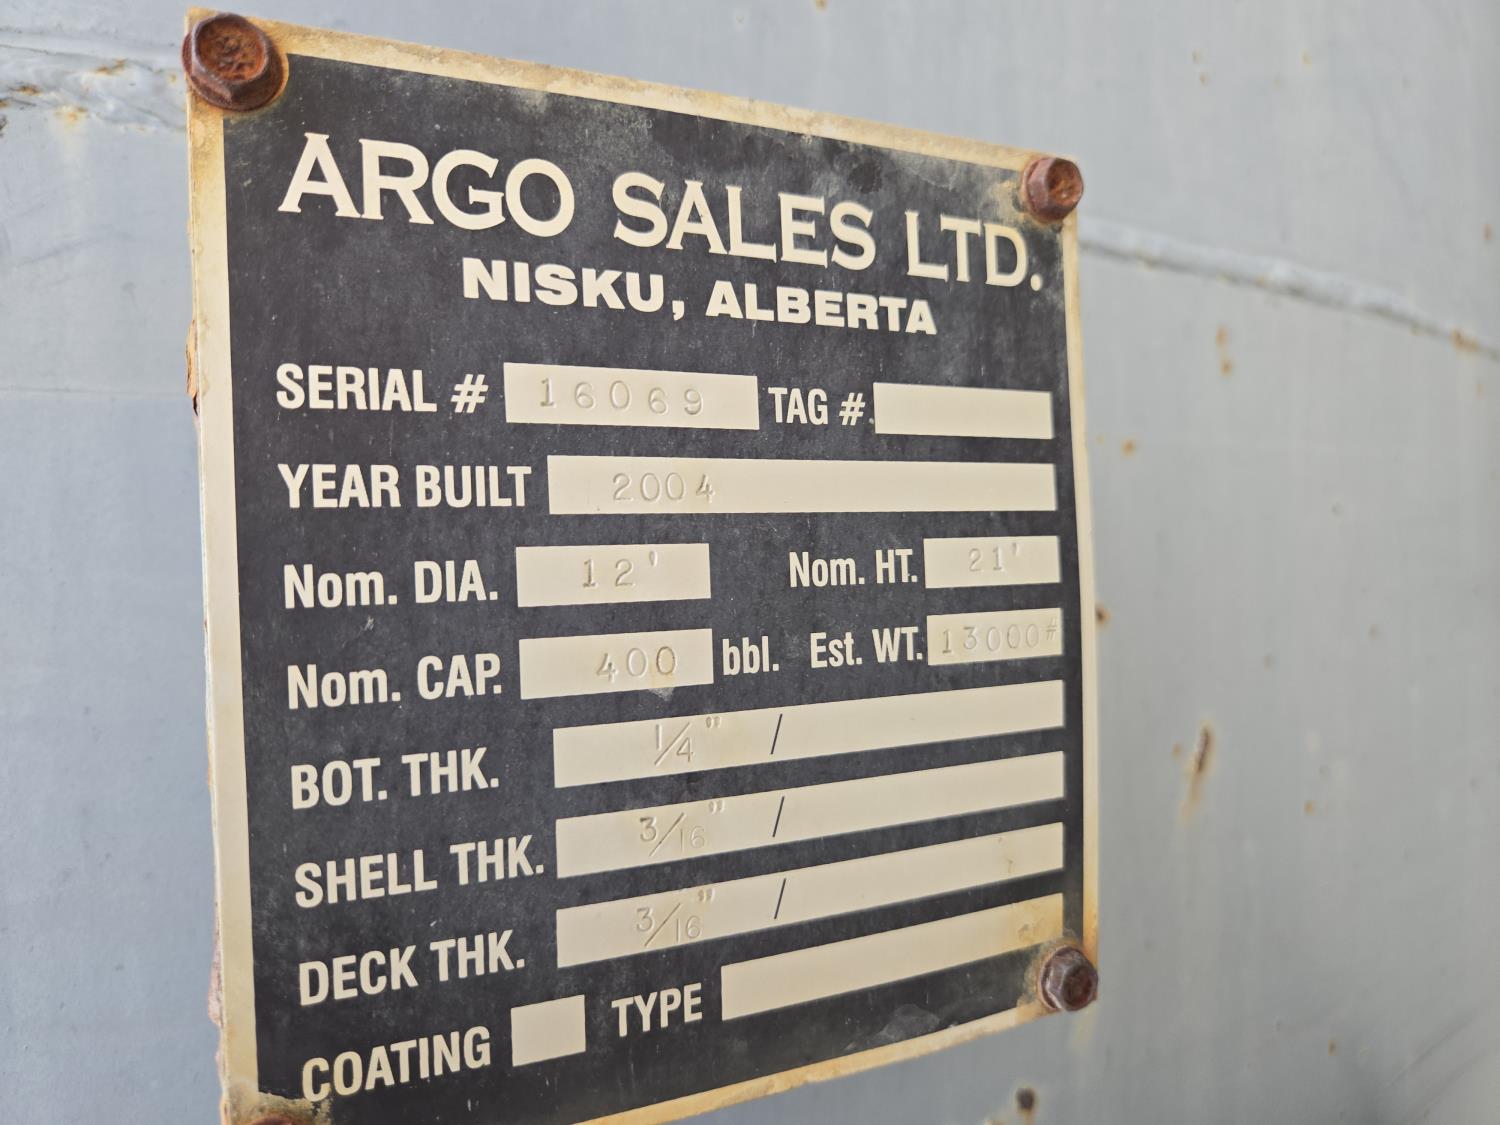 ARGO SALES LTD.
NISKU, ALBERTA
SERIAL # 16069 TAG #.
YEAR BUILT 2004
Nom. DIA. 12' Nom. HT. 21'
Nom. CAP. 400 bbl. Est. WT. 13000#
BOT. THK. 1/4" /
SHELL THK. 3/16" /
DECK THK. 3/16" /
COATING TYPE